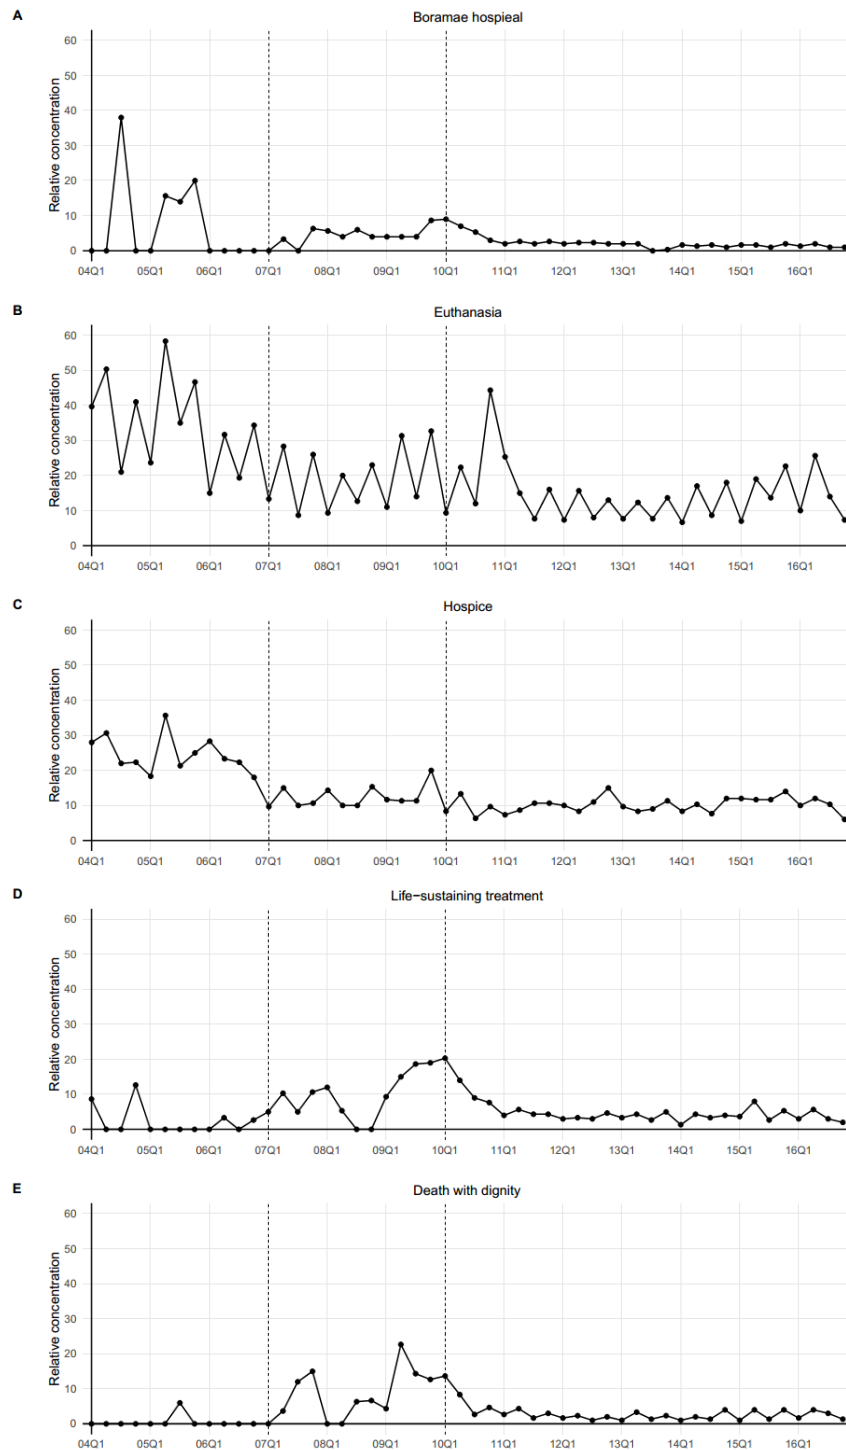 A
Boramae hospieal
Relative concentration
60
50
40
30
20
10
0
04Q1 05Q1 06Q1 07Q1 08Q1 09Q1 10Q1 11Q1 12Q1 13Q1 14Q1 15Q1 16Q1
B
Euthanasia
Relative concentration
60
50
40
30
20
10
0
04Q1 05Q1 06Q1 07Q1 08Q1 09Q1 10Q1 11Q1 12Q1 13Q1 14Q1 15Q1 16Q1
C
Hospice
Relative concentration
60
50
40
30
20
10
0
04Q1 05Q1 06Q1 07Q1 08Q1 09Q1 10Q1 11Q1 12Q1 13Q1 14Q1 15Q1 16Q1
D
Life−sustaining treatment
Relative concentration
60
50
40
30
20
10
0
04Q1 05Q1 06Q1 07Q1 08Q1 09Q1 10Q1 11Q1 12Q1 13Q1 14Q1 15Q1 16Q1
E
Death with dignity
Relative concentration
60
50
40
30
20
10
0
04Q1 05Q1 06Q1 07Q1 08Q1 09Q1 10Q1 11Q1 12Q1 13Q1 14Q1 15Q1 16Q1